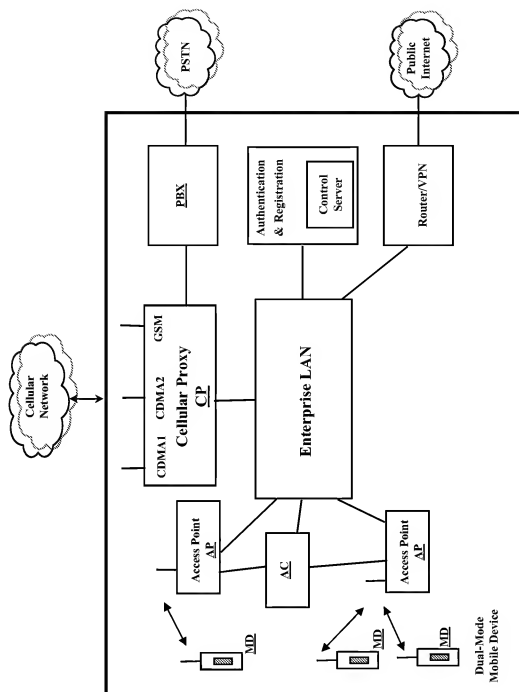 Cellular
Network
PSTN
Public
Internet
CDMA1
CDMA2
GSM
Cellular Proxy
CP
PBX
Authentication
& Registration
Control
Server
Router/VPN
Enterprise LAN
Access Point
AP
AC
Access Point
AP
MD
MD
MD
Dual-Mode
Mobile Device